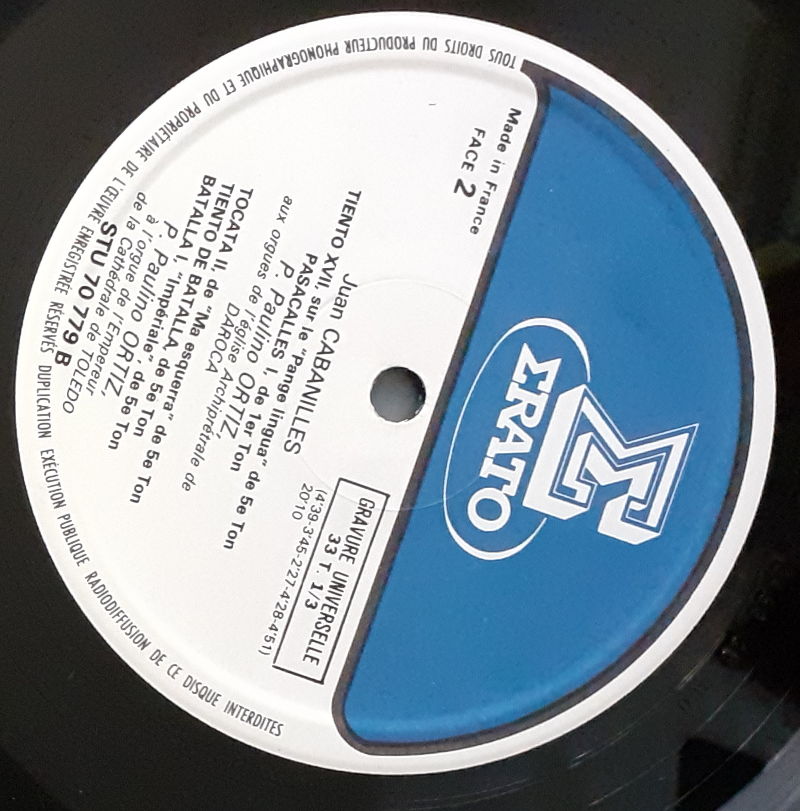 ERATO
Made in France
FACE 2
GRAVURE UNIVERSELLE
33 T. 1/3
20'10
(4'39-3'45-2'27-4'28-4'51)
Juan CABANILLES
TIENTO XVII, sur le "Pange lingua" de 5e Ton
PASACALLES I, de 1er Ton
P. Paulino ORTIZ,
aux orgues de l'église Archiprétrale de
DAROCA
TOCATA II, de "Ma esquerra" de 5e Ton
TIENTO DE BATALLA, de 5e Ton
BATALLA I, "Impériale" de 5e Ton
P. Paulino ORTIZ,
à l'orgue de l'Empereur
de la Cathédrale de TOLEDO
STU 70 779 B
TOUS DROITS DU PRODUCTEUR PHONOGRAPHIQUE ET DU PROPRIÉTAIRE DE L'ŒUVRE ENREGISTRÉE RÉSERVÉS DUPLICATION EXÉCUTION PUBLIQUE RADIODIFFUSION DE CE DISQUE INTERDITES